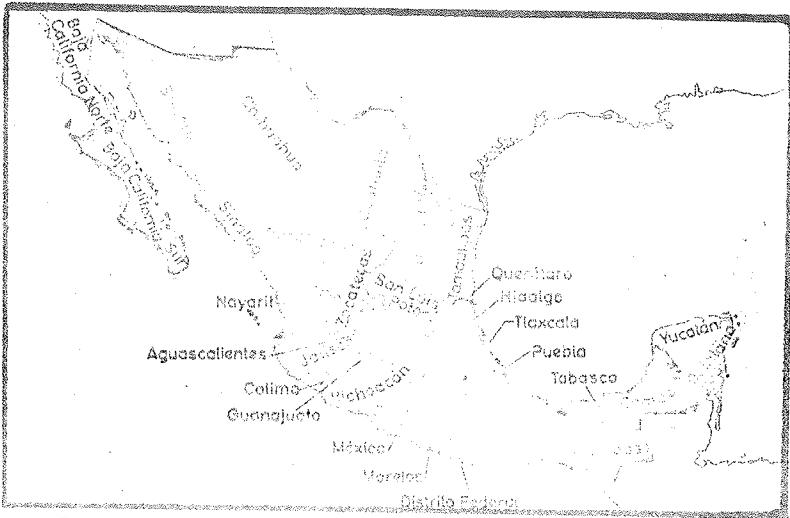 Baja
California Norte
Baja California Sur
Chihuahua
Sinaloa
Zacatecas
San Luis
Tamaulipas
Nayarit
Aguascalientes
Jalisco
Colima
Guanajuato
Michoacán
México
Morelos
Distrito Federal
Querétaro
Hidalgo
Tlaxcala
Puebla
Tabasco
Yucatán